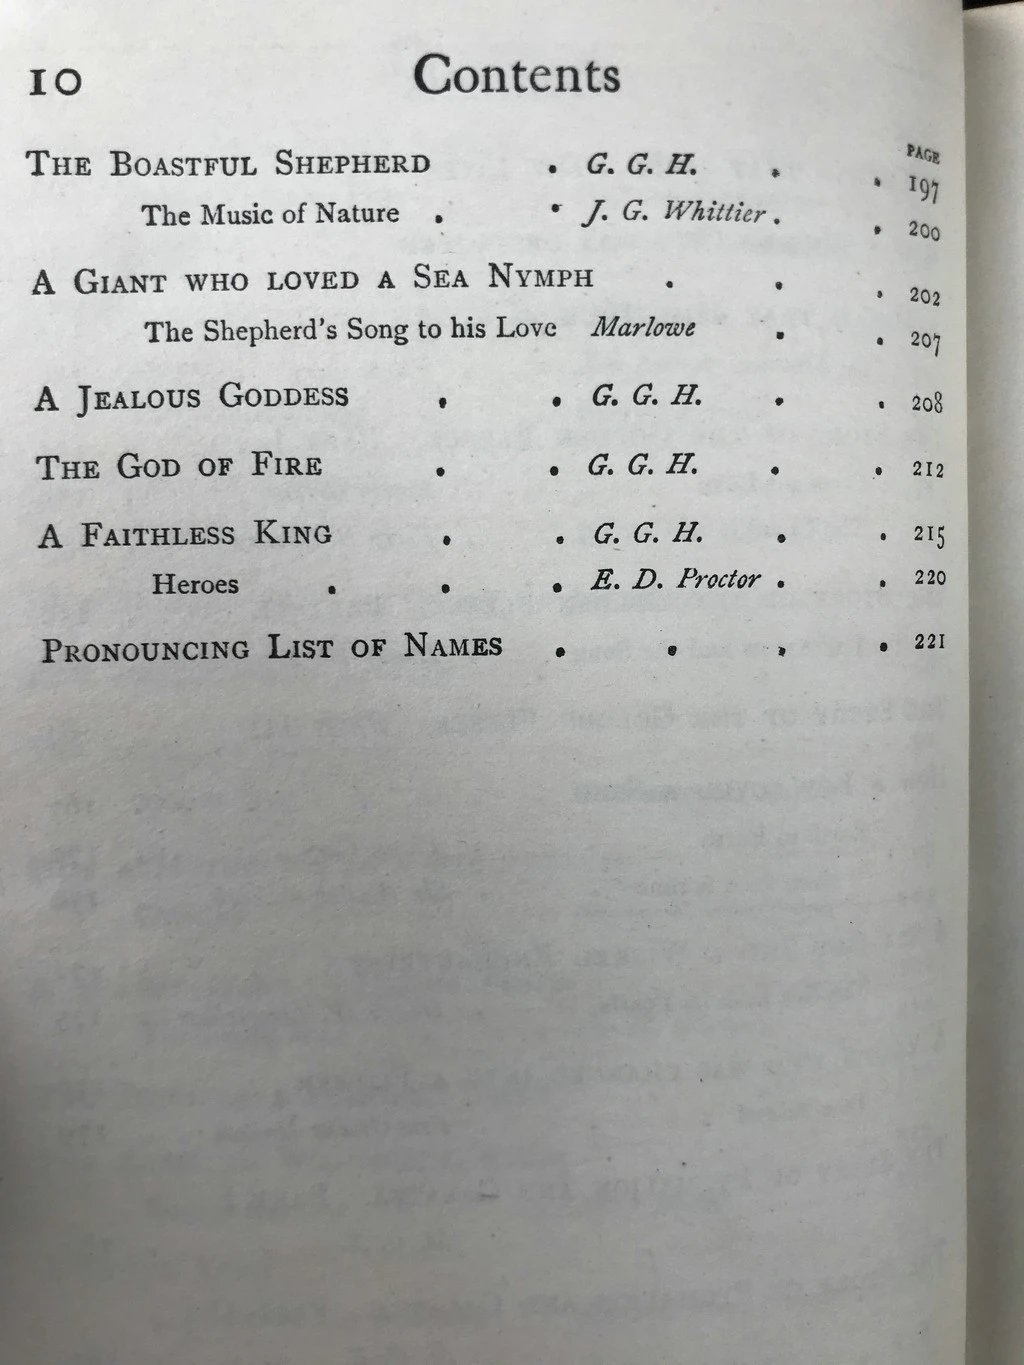 10 Contents
PAGE
THE BOASTFUL SHEPHERD . G. G. H. . . 197
The Music of Nature . . J. G. Whittier . . 200
A GIANT WHO LOVED A SEA NYMPH . . . 202
The Shepherd's Song to his Love Marlowe . . 207
A JEALOUS GODDESS . . G. G. H. . . 208
THE GOD OF FIRE . . G. G. H. . . 212
A FAITHLESS KING . . G. G. H. . . 215
Heroes . . . E. D. Proctor . . 220
PRONOUNCING LIST OF NAMES . . . . 221